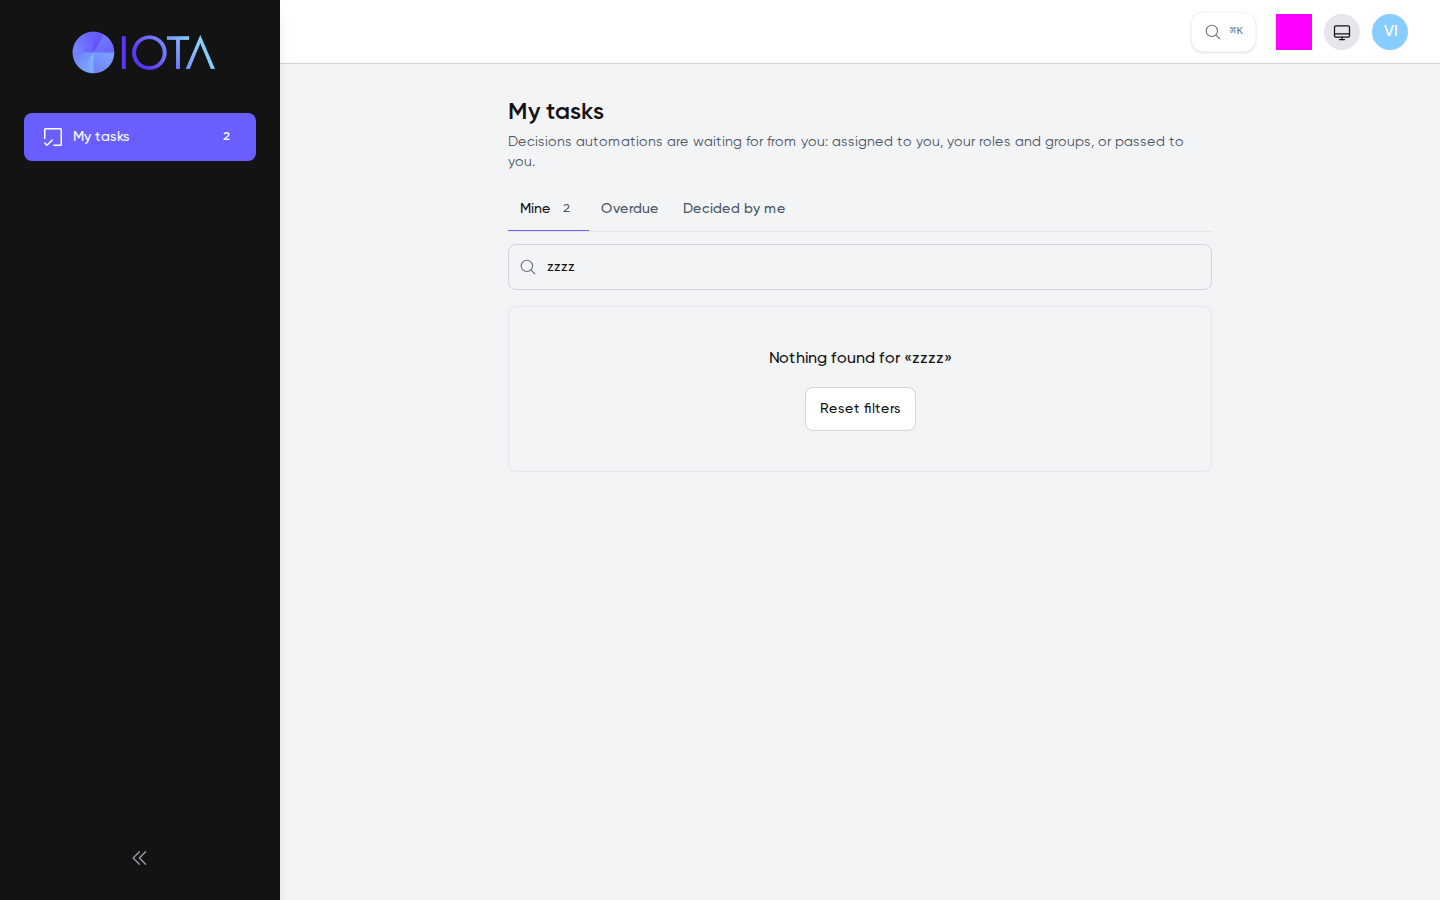 IOTA
⌘K
VI
My tasks 2
My tasks
Decisions automations are waiting for from you: assigned to you, your roles and groups, or passed to
you.
Mine 2 Overdue Decided by me
zzzz
Nothing found for «zzzz»
Reset filters